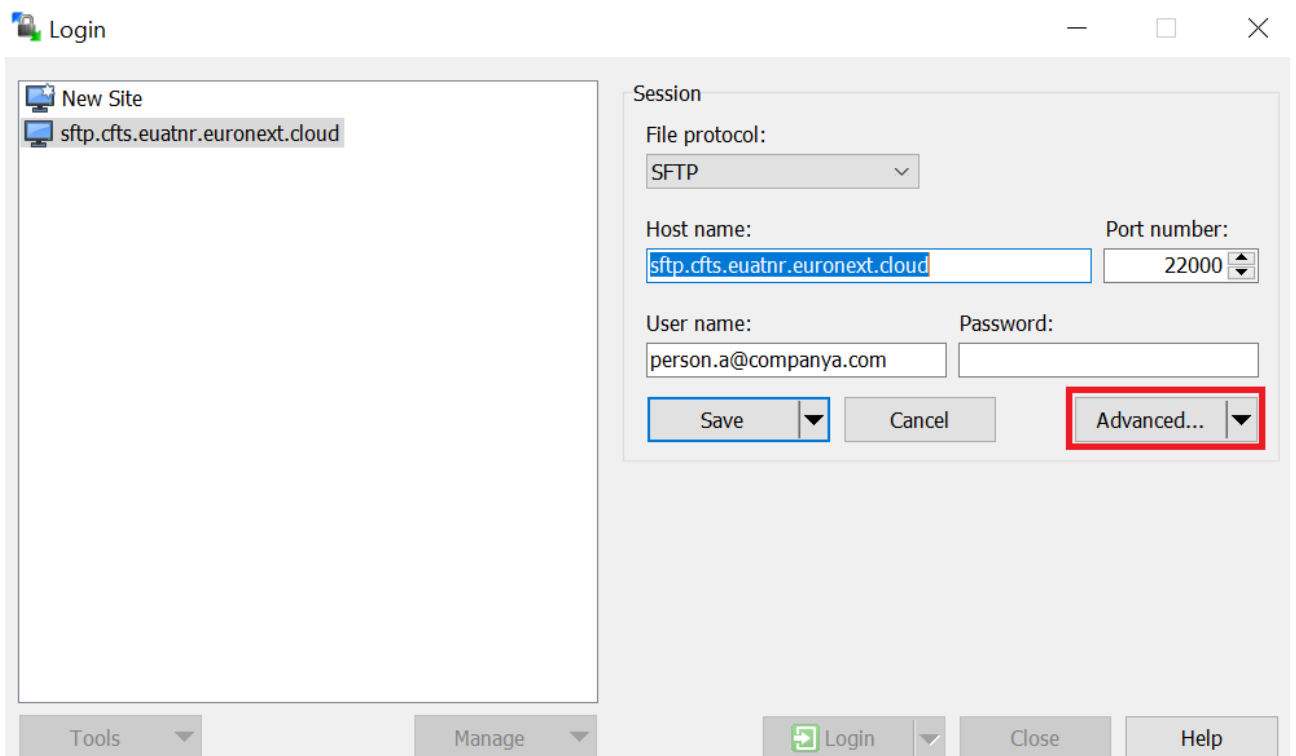 Login
New Site
sftp.cfts.euatnr.euronext.cloud
Session
File protocol:
SFTP
Host name:
Port number:
sftp.cfts.euatnr.euronext.cloud
22000
User name:
Password:
person.a@companya.com
Save
Cancel
Advanced...
Tools
Manage
Login
Close
Help